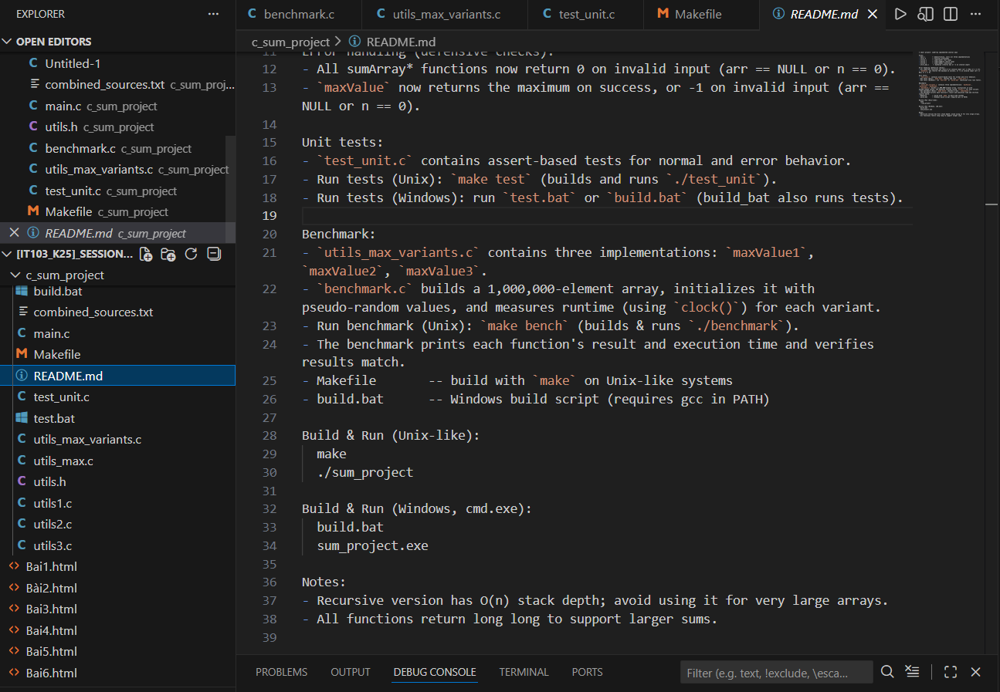 EXPLORER
OPEN EDITORS
C Untitled-1
combined_sources.txt c_sum_proj...
C main.c c_sum_project
C utils.h c_sum_project
C benchmark.c c_sum_project
C utils_max_variants.c c_sum_project
C test_unit.c c_sum_project
M Makefile c_sum_project
README.md c_sum_project
[IT103_K25]_SESSION...
c_sum_project
build.bat
combined_sources.txt
C main.c
M Makefile
README.md
C test_unit.c
test.bat
C utils_max_variants.c
C utils_max.c
C utils.h
C utils1.c
C utils2.c
C utils3.c
<> Bai1.html
<> Bài2.html
<> Bai3.html
<> Bai4.html
<> Bai5.html
<> Bai6.html
C benchmark.c
C utils_max_variants.c
C test_unit.c
M Makefile
README.md
c_sum_project > README.md
11 Error handling (defensive checks):
12 - All sumArray* functions now return 0 on invalid input (arr == NULL or n == 0).
13 - `maxValue` now returns the maximum on success, or -1 on invalid input (arr ==
NULL or n == 0).
14
15 Unit tests:
16 - `test_unit.c` contains assert-based tests for normal and error behavior.
17 - Run tests (Unix): `make test` (builds and runs `./test_unit`).
18 - Run tests (Windows): run `test.bat` or `build.bat` (build_bat also runs tests).
19
20 Benchmark:
21 - `utils_max_variants.c` contains three implementations: `maxValue1`,
`maxValue2`, `maxValue3`.
22 - `benchmark.c` builds a 1,000,000-element array, initializes it with
pseudo-random values, and measures runtime (using `clock()`) for each variant.
23 - Run benchmark (Unix): `make bench` (builds & runs `./benchmark`).
24 - The benchmark prints each function's result and execution time and verifies
results match.
25 - Makefile -- build with `make` on Unix-like systems
26 - build.bat -- Windows build script (requires gcc in PATH)
27
28 Build & Run (Unix-like):
29 make
30 ./sum_project
31
32 Build & Run (Windows, cmd.exe):
33 build.bat
34 sum_project.exe
35
36 Notes:
37 - Recursive version has O(n) stack depth; avoid using it for very large arrays.
38 - All functions return long long to support larger sums.
39
PROBLEMS
OUTPUT
DEBUG CONSOLE
TERMINAL
PORTS
Filter (e.g. text, !exclude, \esca...